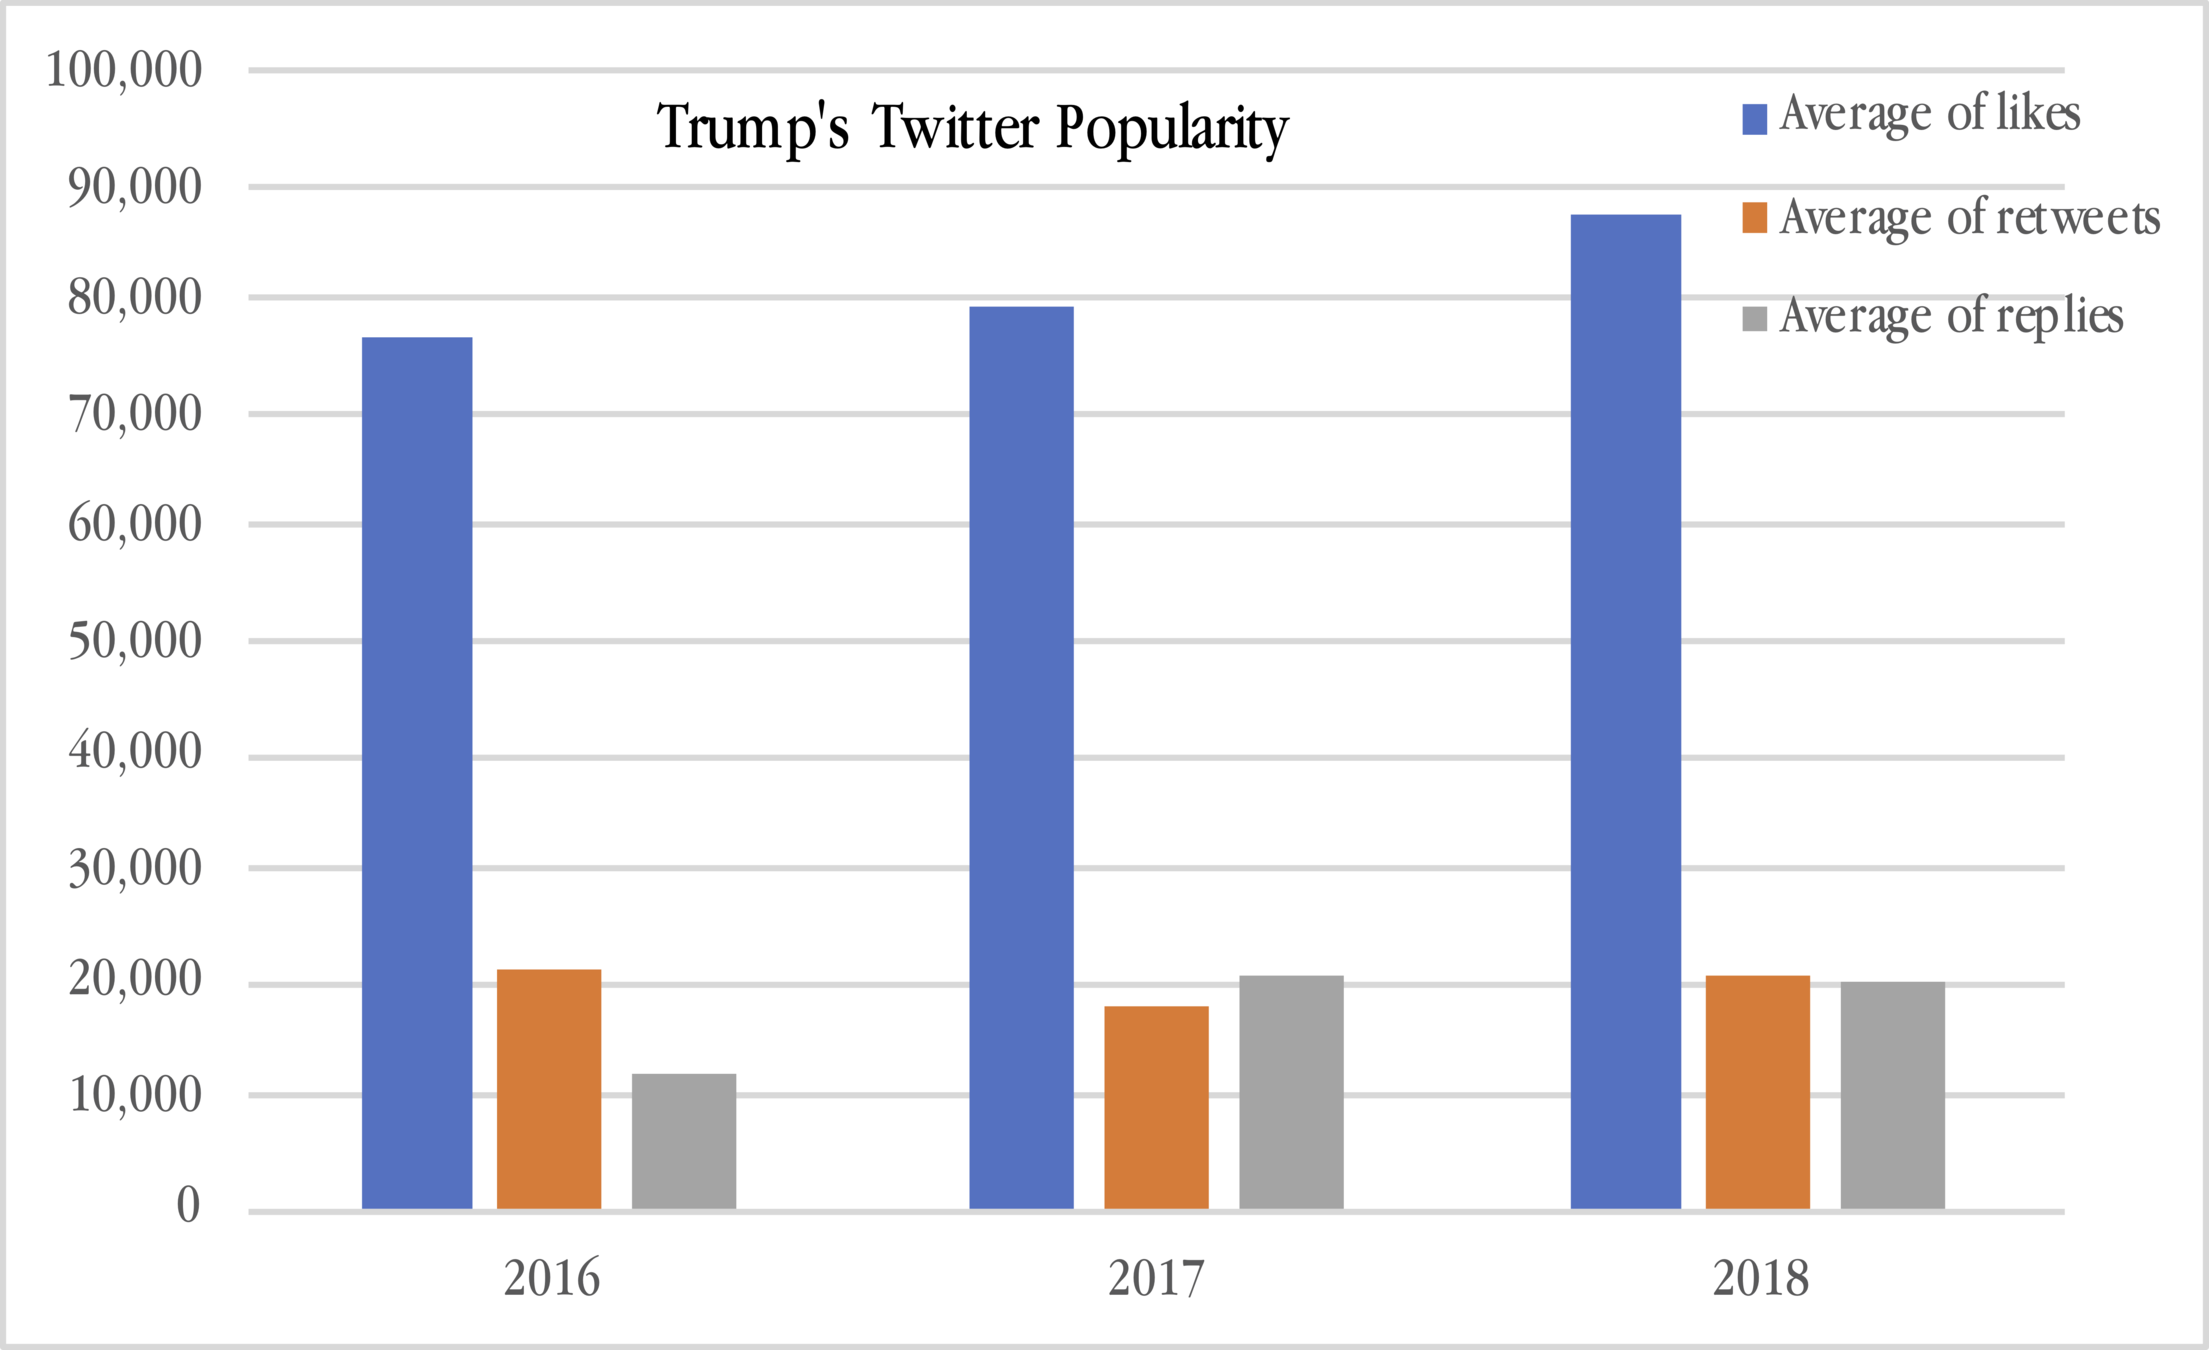 Trump's Twitter Popularity
Average of likes
Average of retweets
Average of replies
100,000
90,000
80,000
70,000
60,000
50,000
40,000
30,000
20,000
10,000
0
2016 2017 2018